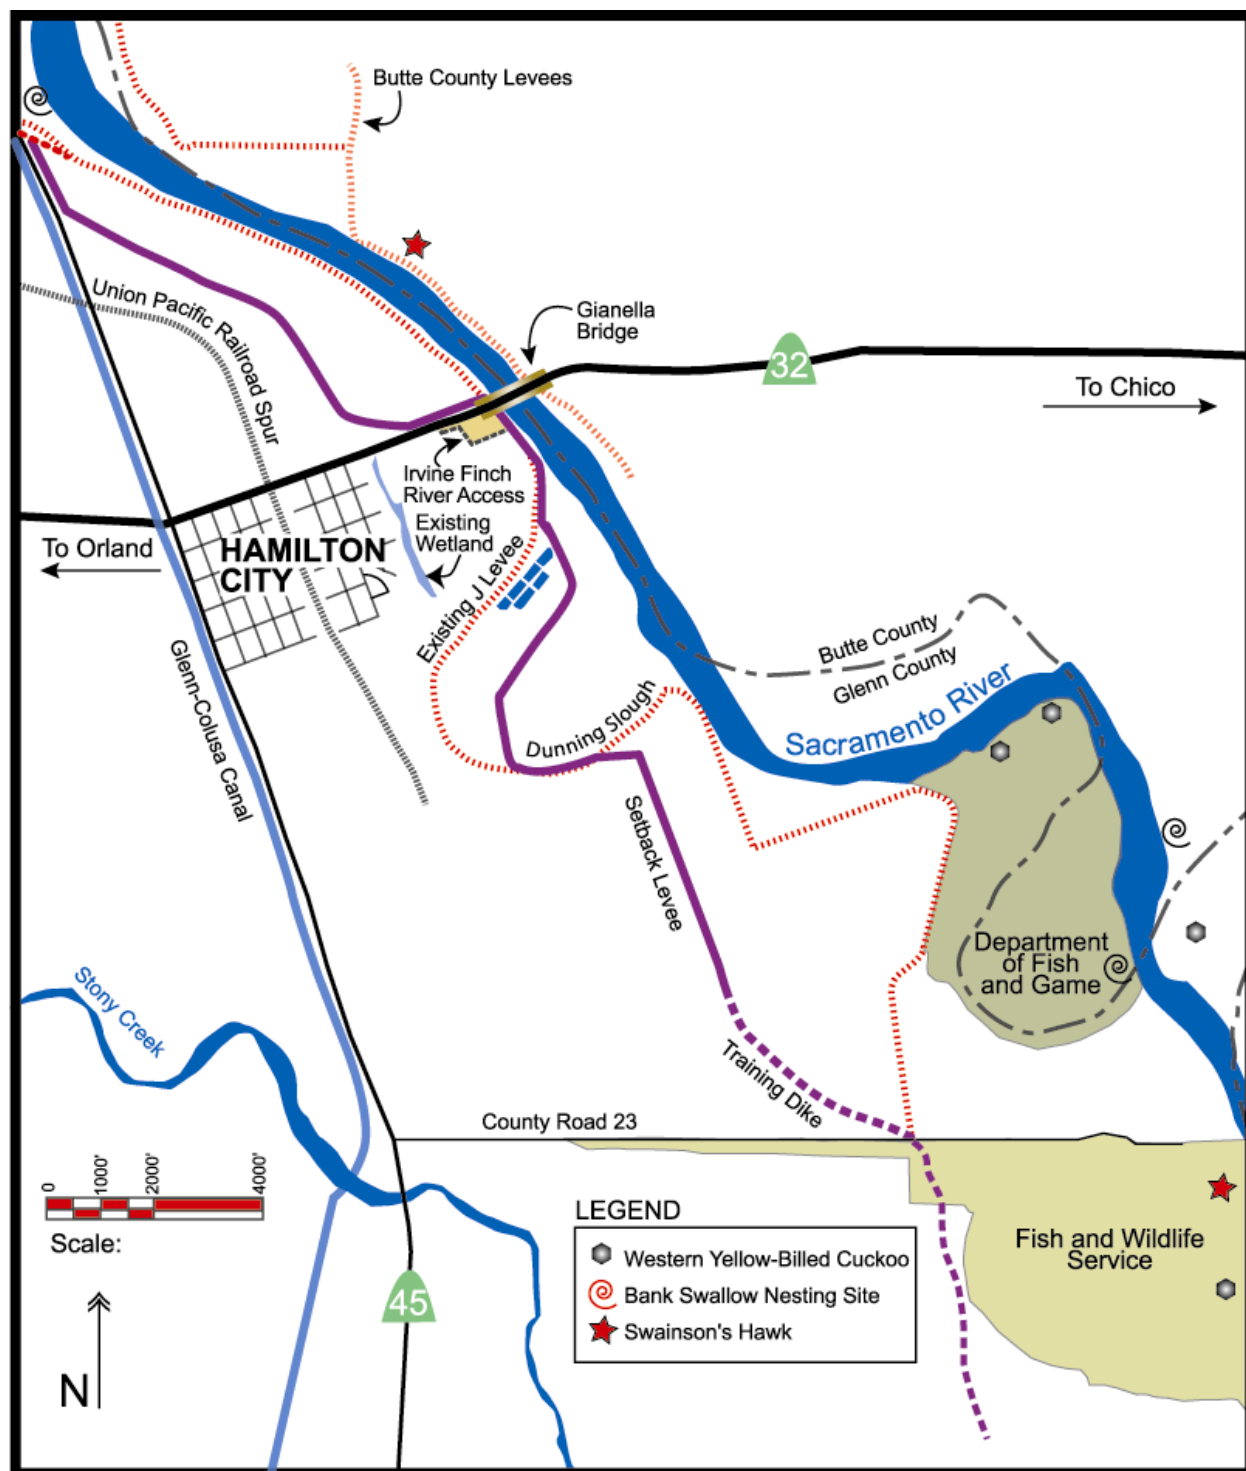 Butte County Levees
Union Pacific Railroad Spur
Gianella
Bridge
32
To Chico
Irvine Finch
River Access
Existing
Wetland
To Orland
HAMILTON
CITY
Existing J Levee
Butte County
Glenn County
Glenn-Colusa Canal
Dunning Slough
Sacramento River
Setback Levee
Department
of Fish
and Game
Stony Creek
Training Dike
County Road 23
0
1000'
2000'
4000'
Scale:
LEGEND
Western Yellow-Billed Cuckoo
Bank Swallow Nesting Site
Swainson's Hawk
Fish and Wildlife
Service
45
N